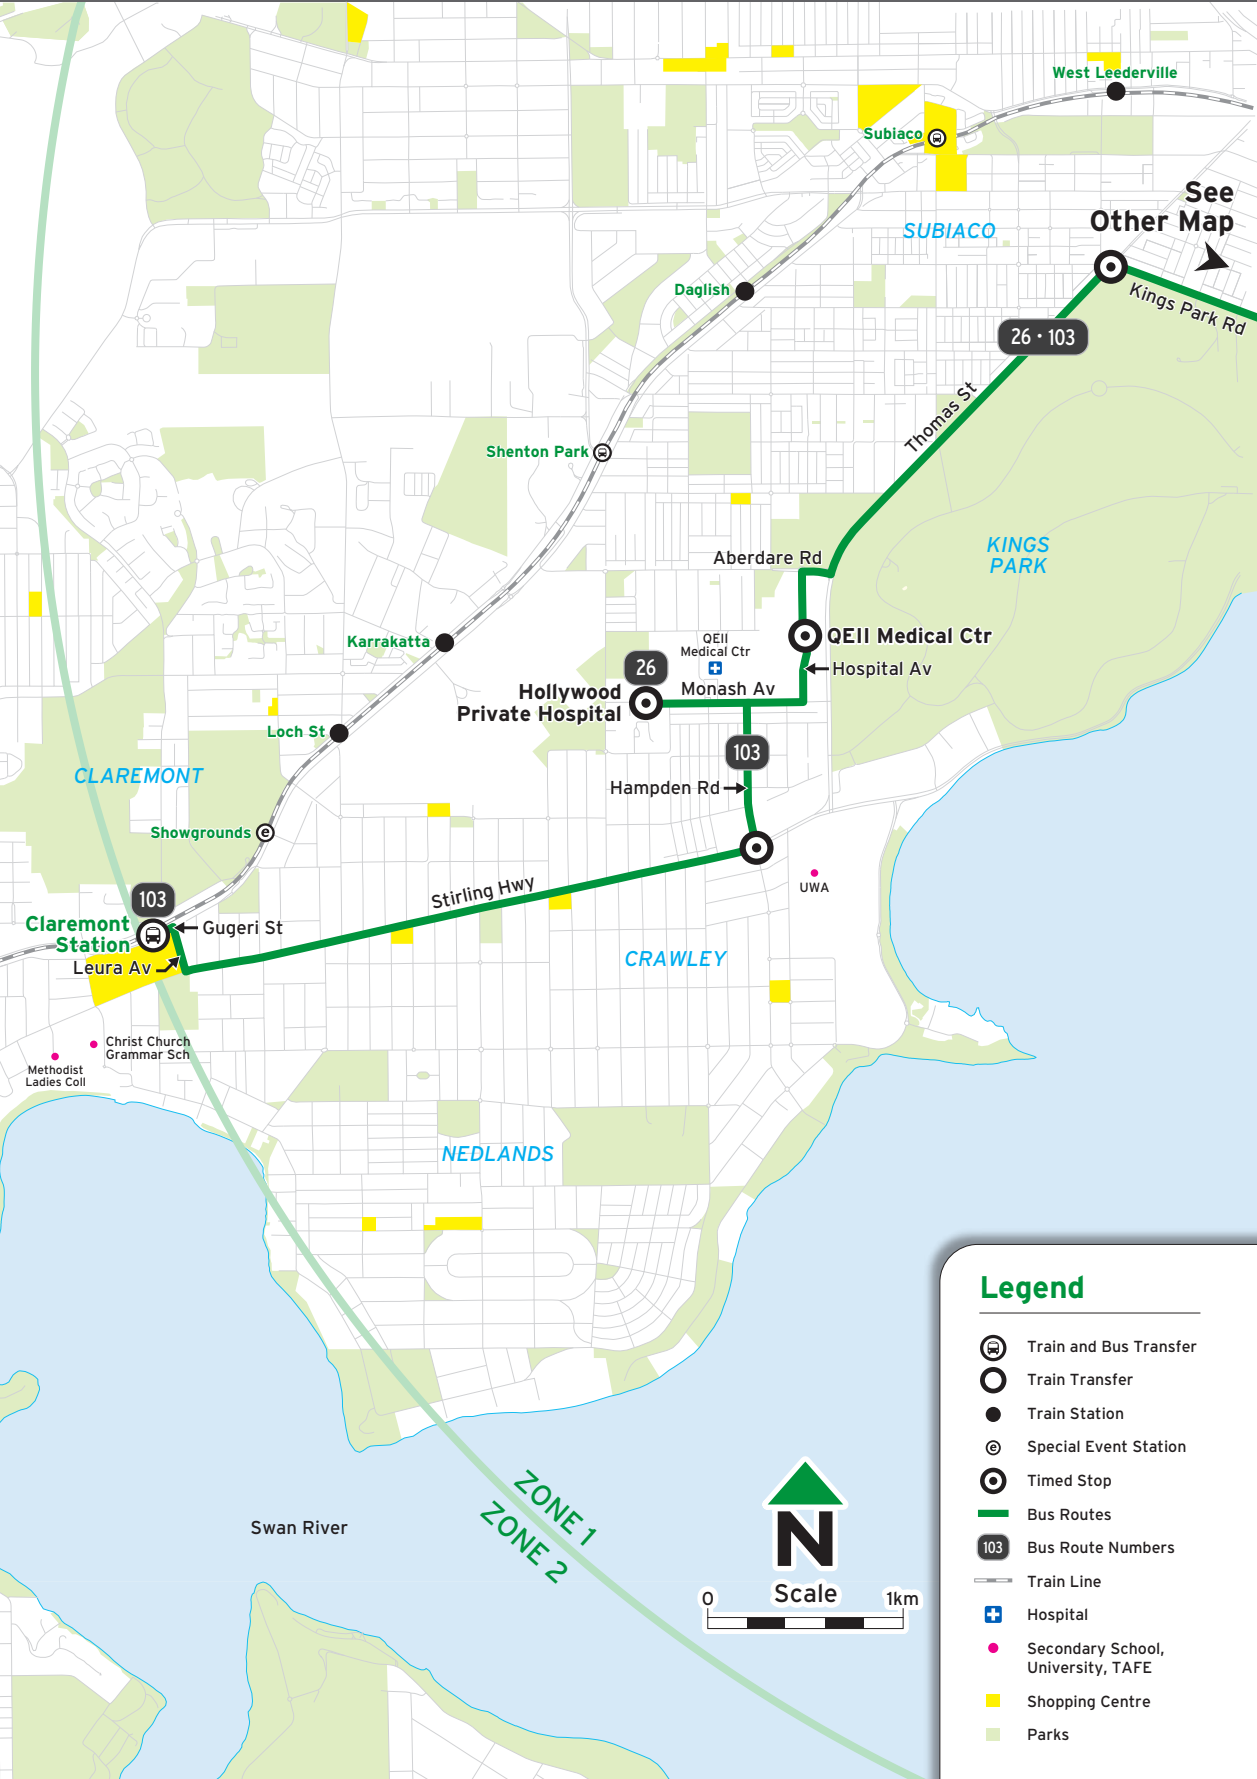 West Leederville
Subiaco
See
Other Map
SUBIACO
Kings Park Rd
Daglish
26 • 103
Thomas St
Shenton Park
KINGS
PARK
Aberdare Rd
QEII Medical Ctr
Karrakatta
QEII
Medical Ctr
26
Hospital Av
Monash Av
Hollywood
Private Hospital
Loch St
103
CLAREMONT
Hampden Rd
Showgrounds
e
UWA
Stirling Hwy
103
Claremont
Station
Gugeri St
Leura Av
CRAWLEY
Christ Church
Grammar Sch
Methodist
Ladies Coll
NEDLANDS
ZONE 1
ZONE 2
Swan River
N
Scale
0
1km
Legend
Train and Bus Transfer
Train Transfer
Train Station
e
Special Event Station
Timed Stop
Bus Routes
103
Bus Route Numbers
Train Line
Hospital
Secondary School,
University, TAFE
Shopping Centre
Parks